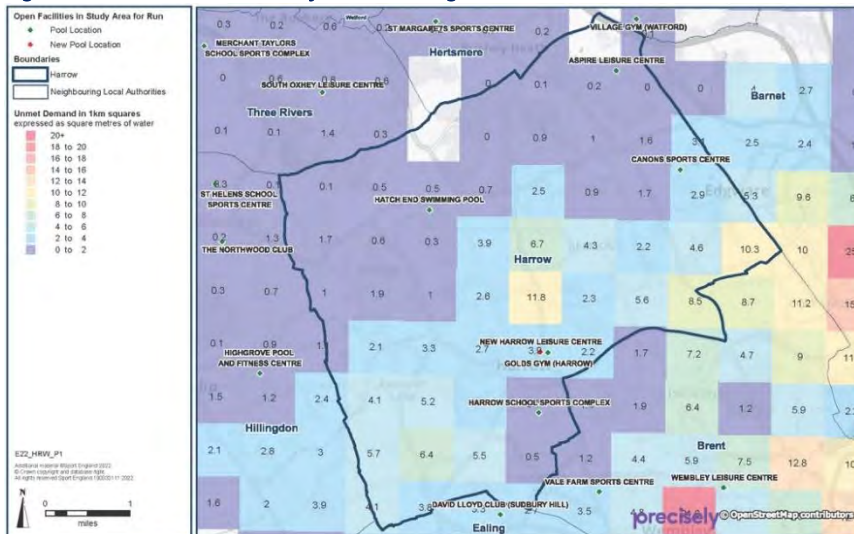 Open Facilities in Study Area for Run
Pool Location
New Pool Location
Boundaries
Harrow
Neighbouring Local Authorities
Unmet Demand in 1km squares
expressed as square metres of water
20+
18 to 20
16 to 18
14 to 16
12 to 14
10 to 12
8 to 10
6 to 8
4 to 6
2 to 4
0 to 2
E22_HRW_P1
© Crown copyright and database right
N
0 1
miles
0.3 0.2 0.6 0.2
ST MARGARETS SPORTS CENTRE
VILLAGE GYM (WATFORD)
MERCHANT TAYLORS
SCHOOL SPORTS COMPLEX
Hertsmere
ASPIRE LEISURE CENTRE
0 0.6 0.1 0.2 0 0 2.7
SOUTH OXHEY LEISURE CENTRE
Barnet
Three Rivers
0.1 0.1 1.4 0.3 0 0.9 1 1.6 2.5 2.4
CANONS SPORTS CENTRE
0.1 0.5 0.5 0.7 2.5 0.9 1.7 2.9 5.3 9.6
ST HELENS SCHOOL
SPORTS CENTRE
HATCH END SWIMMING POOL
0.2 1.3 1.7 0.6 0.3 3.9 6.7 4.3 2.2 4.6 10.3 10
THE NORTHWOOD CLUB
Harrow
0.3 0.7 1 1.9 1 2.6 11.8 2.3 5.6 8.5 8.7 11.2
NEW HARROW LEISURE CENTRE
0.1 0.9 2.1 3.3 2.7 2.2 1.7 7.2 4.7 9
GOLDS GYM (HARROW)
HIGHGROVE POOL
AND FITNESS CENTRE
1.5 1.2 2.4 4.1 5.2 1.9 6.4 1.2 5.9
HARROW SCHOOL SPORTS COMPLEX
Hillingdon
Brent
2.1 2.8 3 5.7 6.4 5.5 0.5 1.2 4.4 5.9 7.5 12.8
VALE FARM SPORTS CENTRE
WEMBLEY LEISURE CENTRE
1.6 2 3.9 4.1 3.8 3.5
DAVID LLOYD CLUB (SUDBURY HILL)
Ealing
precisely © OpenStreetMap contributors